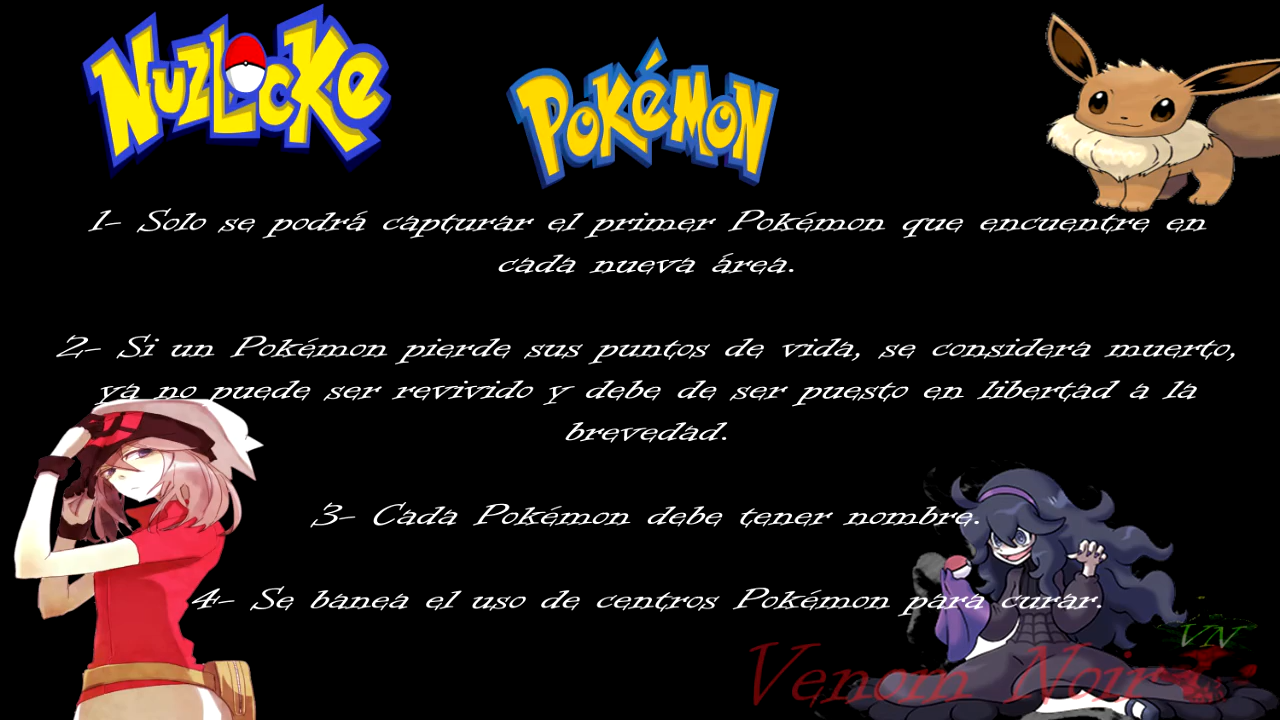 NUZLOCKE
POKÉMON
1- Solo se podrá capturar el primer Pokémon que encuentre en
cada nueva área.
2- Si un Pokémon pierde sus puntos de vida, se considera muerto,
ya no puede ser revivido y debe de ser puesto en libertad a la
brevedad.
3- Cada Pokémon debe tener nombre.
4- Se banea el uso de centros Pokémon para curar.
VN
Venom Noir